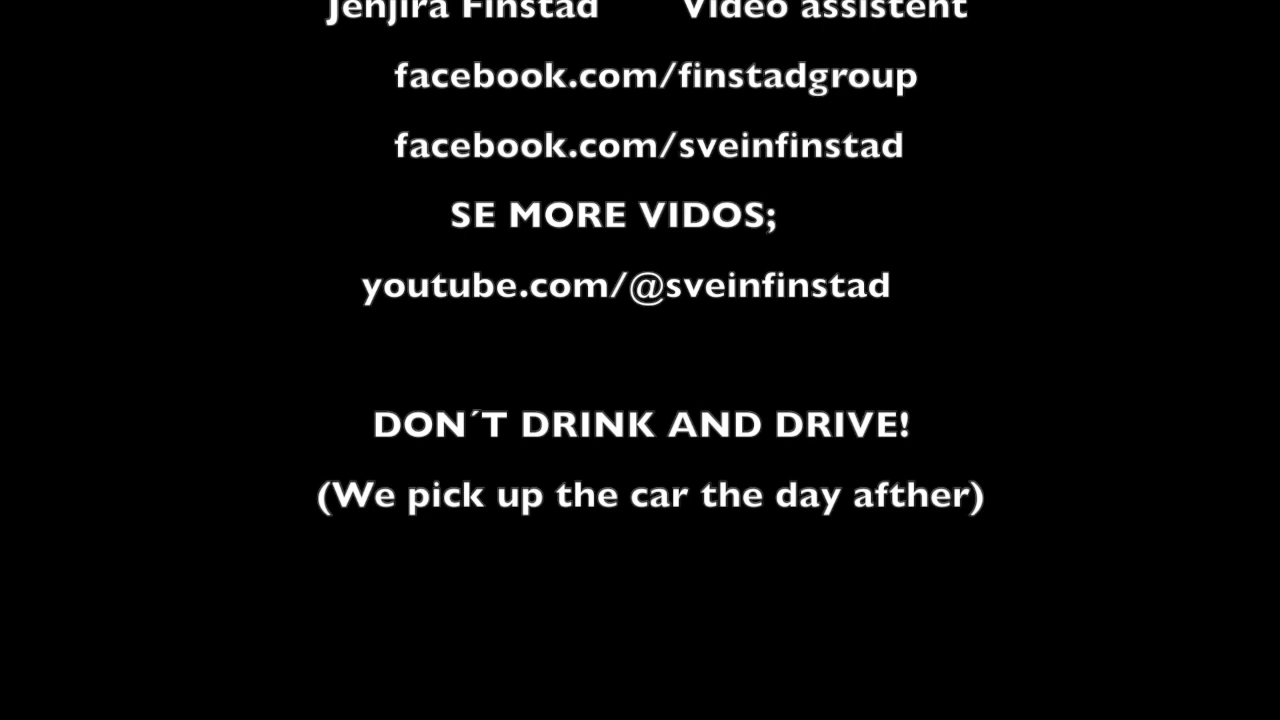 Jenjira Finstad Video assistent
facebook.com/finstadgroup
facebook.com/sveinfinstad
SE MORE VIDOS;
youtube.com/@sveinfinstad
DON´T DRINK AND DRIVE!
(We pick up the car the day afther)